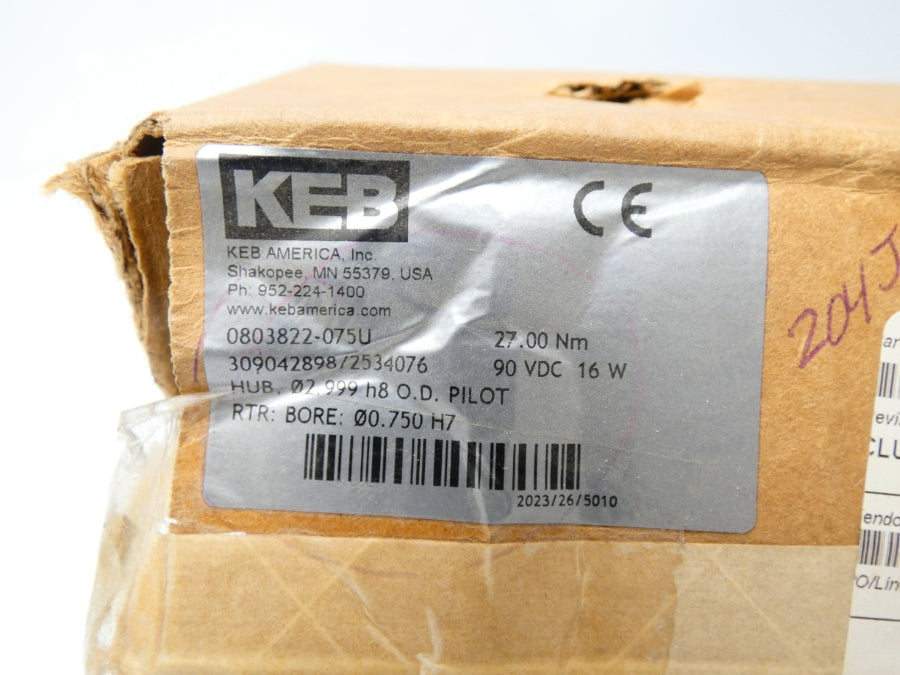 KEB
CE
KEB AMERICA, Inc.
Shakopee, MN 55379, USA
Ph: 952-224-1400
www.kebamerica.com
0803822-075U 27.00 Nm
309042898/2534076 90 VDC 16 W
HUB. Ø2.999 h8 O.D. PILOT
RTR: BORE: Ø0.750 H7
2023/26/5010
204J